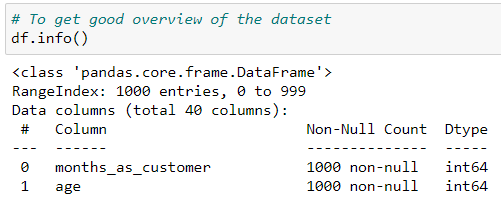 # To get good overview of the dataset
df.info()
<class 'pandas.core.frame.DataFrame'>
RangeIndex: 1000 entries, 0 to 999
Data columns (total 40 columns):
 #   Column                       Non-Null Count  Dtype
---  ------                       --------------  -----
 0   months_as_customer           1000 non-null   int64
 1   age                          1000 non-null   int64